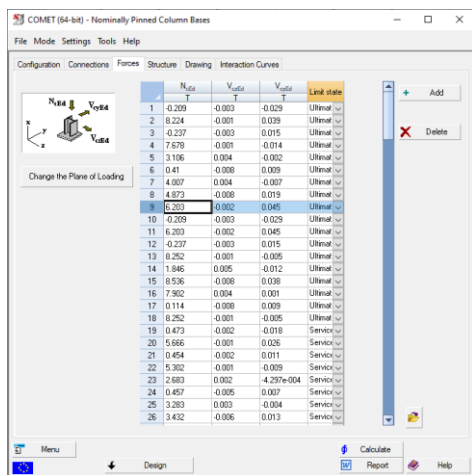 COMET (64-bit) - Nominally Pinned Column Bases
File Mode Settings Tools Help
Configuration Connections Forces Structure Drawing Interaction Curves
N_cEd V_cyEd
x y z V_czEd
Change the Plane of Loading
N_cEd V_czEd V_cyEd Limit state
T T T
1 -0.209 -0.003 -0.029 Ultimat
2 8.224 -0.001 0.039 Ultimat
3 -0.237 -0.003 0.015 Ultimat
4 7.678 -0.001 -0.014 Ultimat
5 3.106 0.004 -0.002 Ultimat
6 0.41 -0.008 0.009 Ultimat
7 4.007 0.004 -0.007 Ultimat
8 4.873 -0.008 0.019 Ultimat
9 6.203 -0.002 0.045 Ultimat
10 -0.209 -0.003 -0.029 Ultimat
11 6.203 -0.002 0.045 Ultimat
12 -0.237 -0.003 0.015 Ultimat
13 8.252 -0.001 -0.005 Ultimat
14 1.846 0.005 -0.012 Ultimat
15 8.536 -0.008 0.038 Ultimat
16 7.902 0.004 0.001 Ultimat
17 0.114 -0.008 0.009 Ultimat
18 8.252 -0.001 -0.005 Ultimat
19 0.473 -0.002 -0.018 Service
20 5.666 -0.001 0.026 Service
21 0.454 -0.002 0.011 Service
22 5.302 -0.001 -0.009 Service
23 2.683 0.002 -4.297e-004 Service
24 0.457 -0.005 0.007 Service
25 3.283 0.003 -0.004 Service
26 3.432 -0.006 0.013 Service
Add
Delete
Menu
Calculate
Design
Report
Help